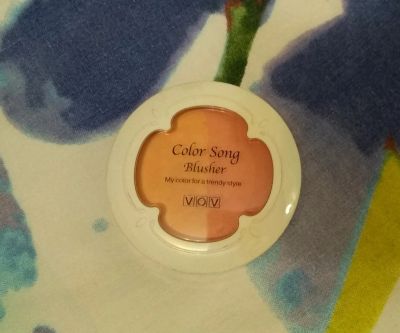 Color Song
Blusher
My color for a trendy style
VOV